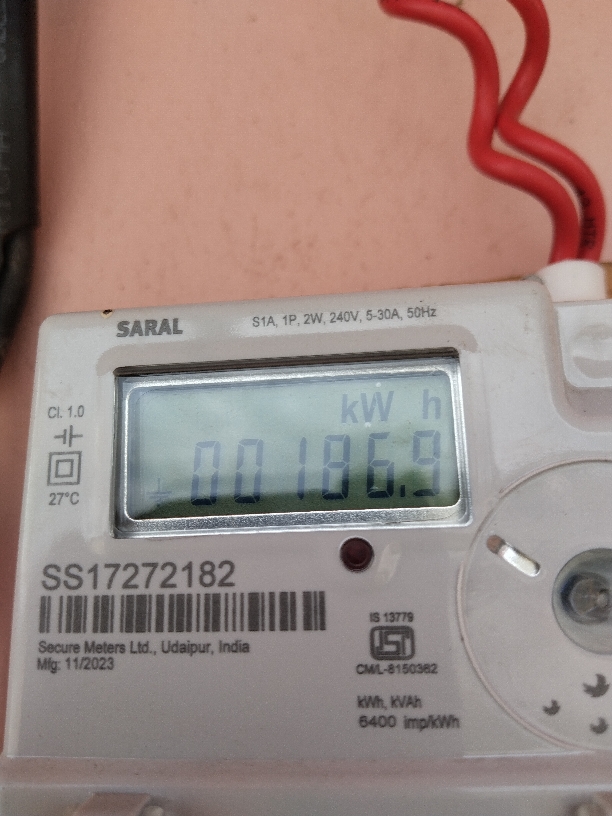 SARAL
S1A, 1P, 2W, 240V, 5-30A, 50Hz
Cl. 1.0
27°C
kW h
00186.9
SS17272182
Secure Meters Ltd., Udaipur, India
Mfg: 11/2023
IS 13779
ISI
CM/L-8150362
kWh, kVAh
6400 imp/kWh